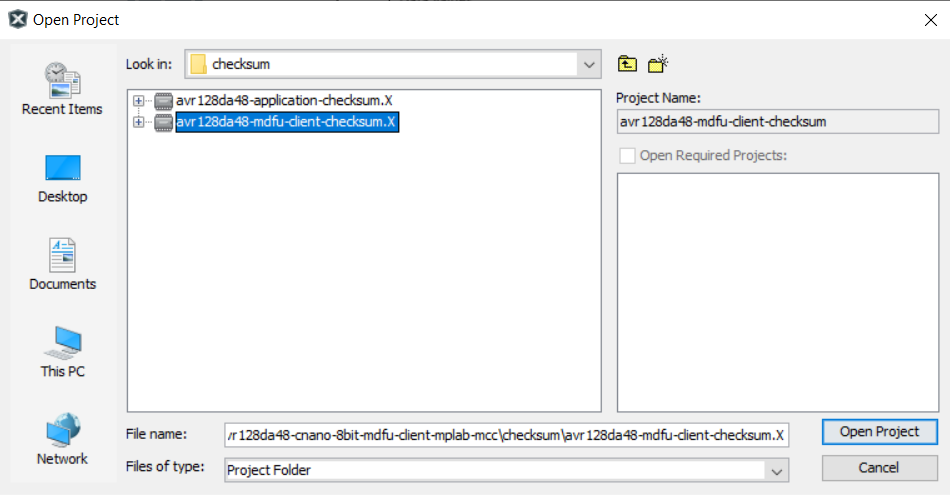 Open Project
Look in:
checksum
Recent Items
Desktop
Documents
This PC
Network
avr128da48-application-checksum.X
avr128da48-mdfu-client-checksum.X
Project Name:
avr128da48-mdfu-client-checksum
Open Required Projects:
File name:
r128da48-cnano-8bit-mdfu-client-mplab-mcc\checksum\avr128da48-mdfu-client-checksum.X
Open Project
Files of type:
Project Folder
Cancel